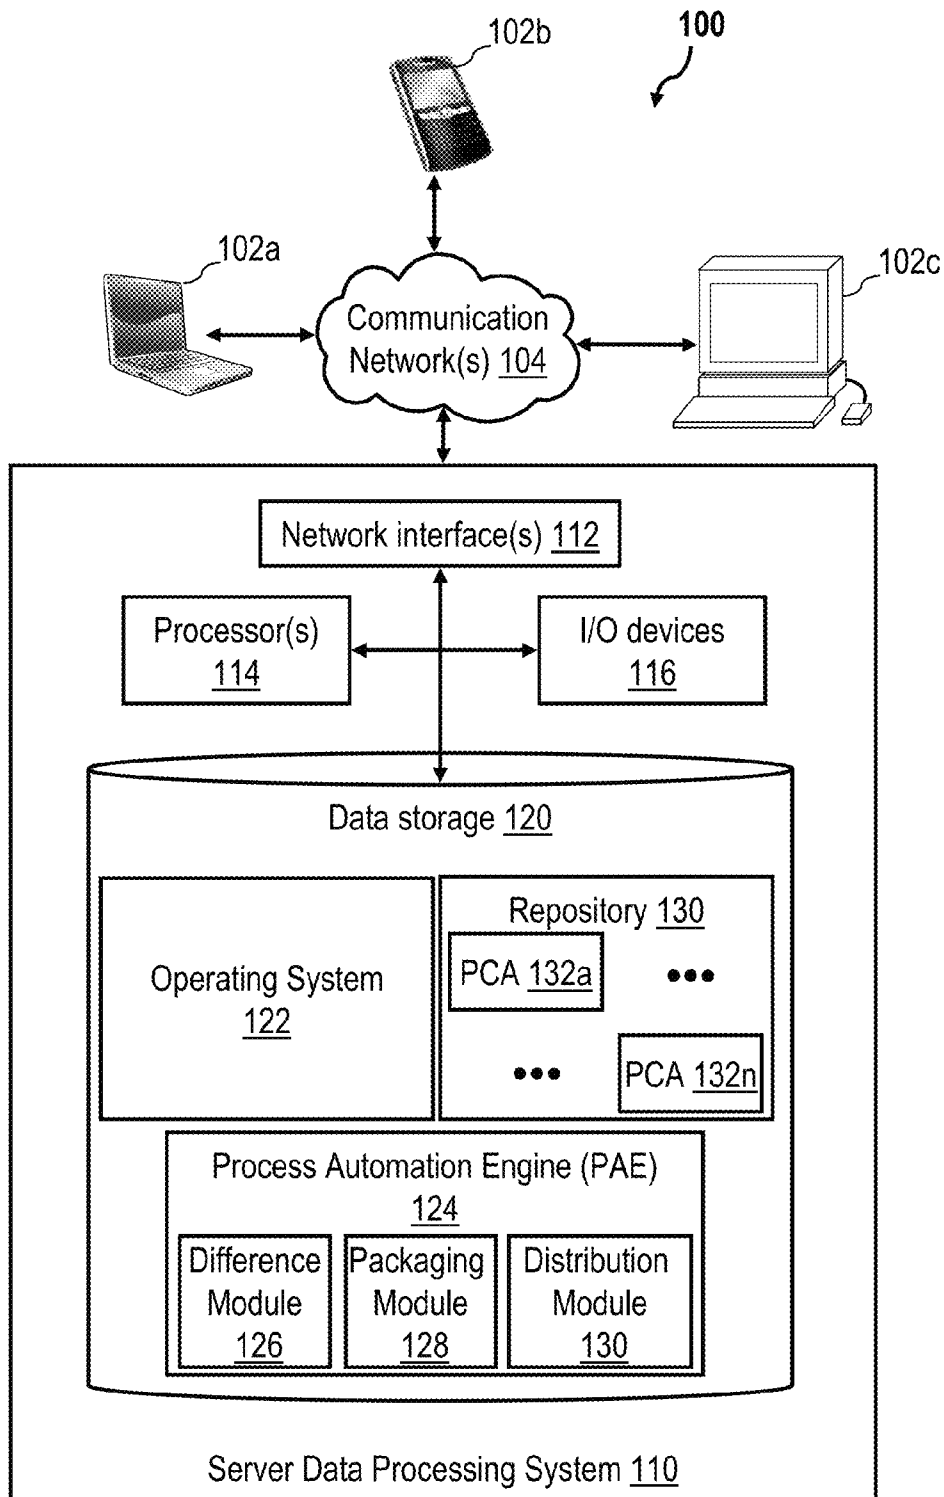 100
102b
102a
102c
Communication
Network(s) 104
Network interface(s) 112
Processor(s)
114
I/O devices
116
Data storage 120
Operating System
122
Repository 130
PCA 132a
•••
•••
PCA 132n
Process Automation Engine (PAE)
124
Difference
Module
126
Packaging
Module
128
Distribution
Module
130
Server Data Processing System 110